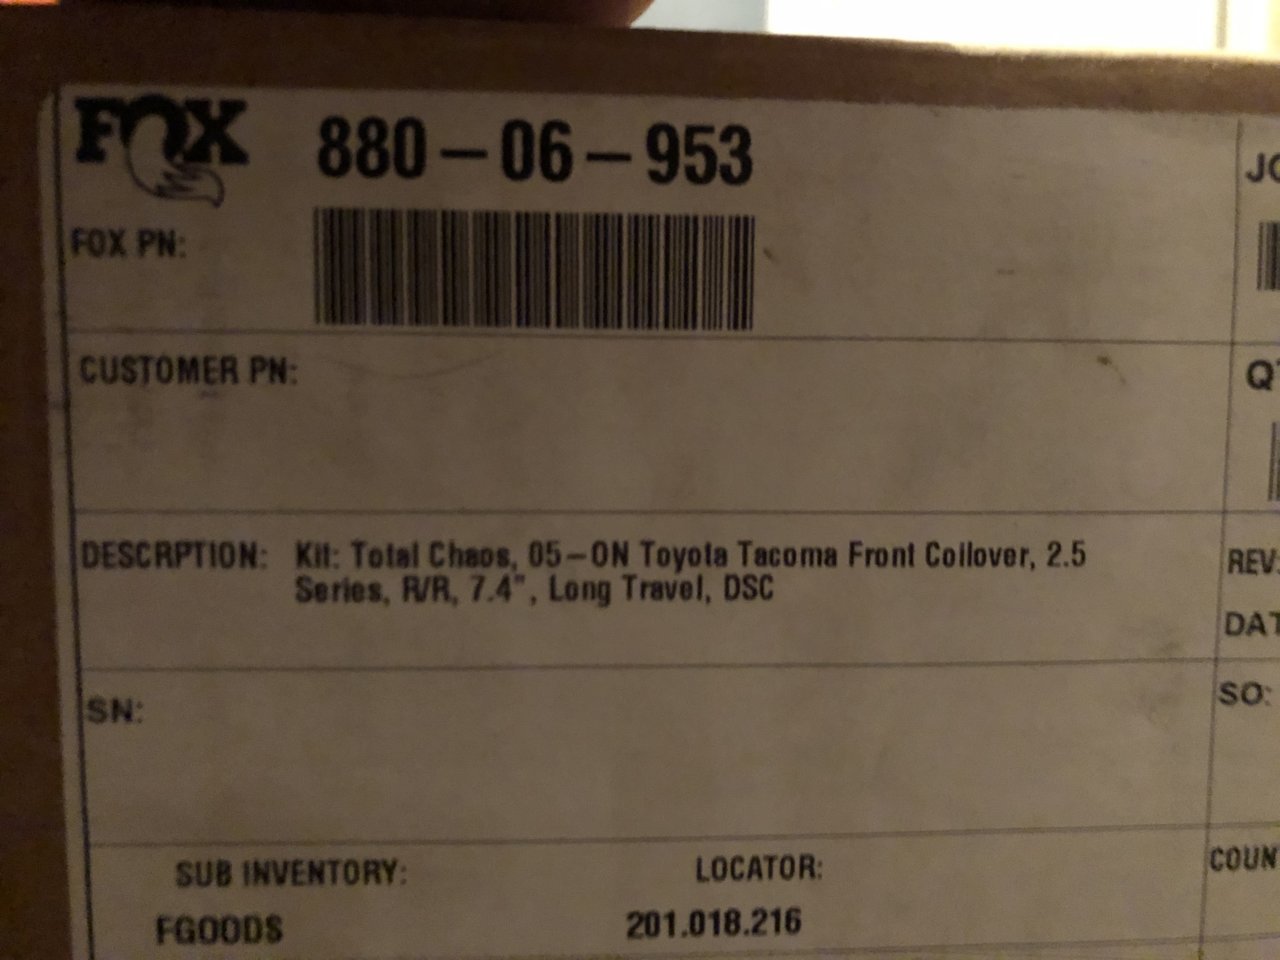 FOX 880-06-953
FOX PN:
CUSTOMER PN:
DESCRPTION: Kit: Total Chaos, 05-ON Toyota Tacoma Front Coilover, 2.5
Series, R/R, 7.4", Long Travel, DSC
SN:
SUB INVENTORY: LOCATOR:
FGOODS 201.018.216
JO
QT
REV:
DAT
SO:
COUN